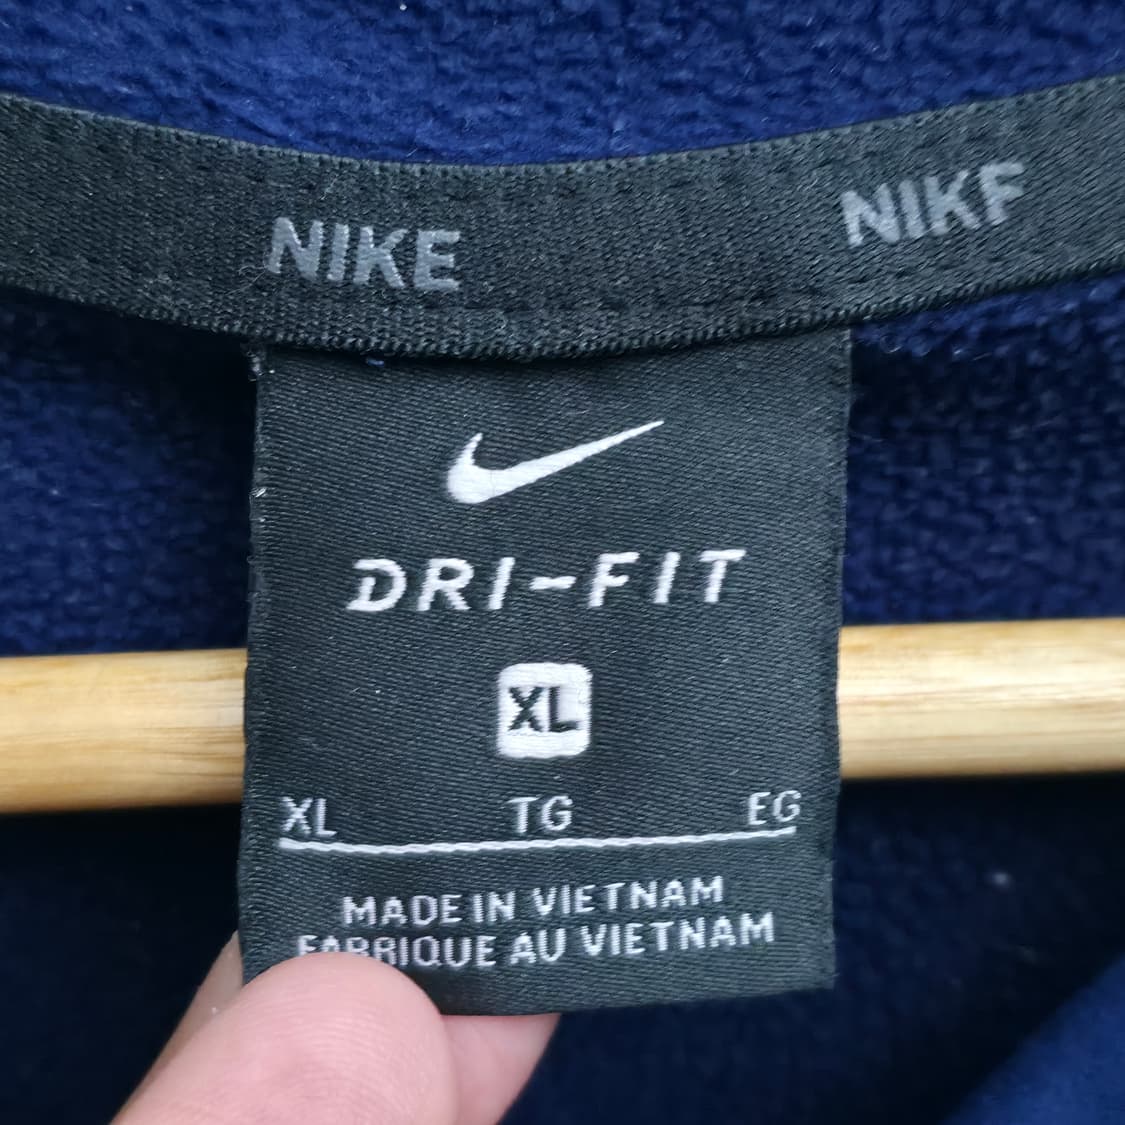 NIKE NIKF
DRI-FIT
XL
XL TG EG
MADE IN VIETNAM
FABRIQUE AU VIETNAM